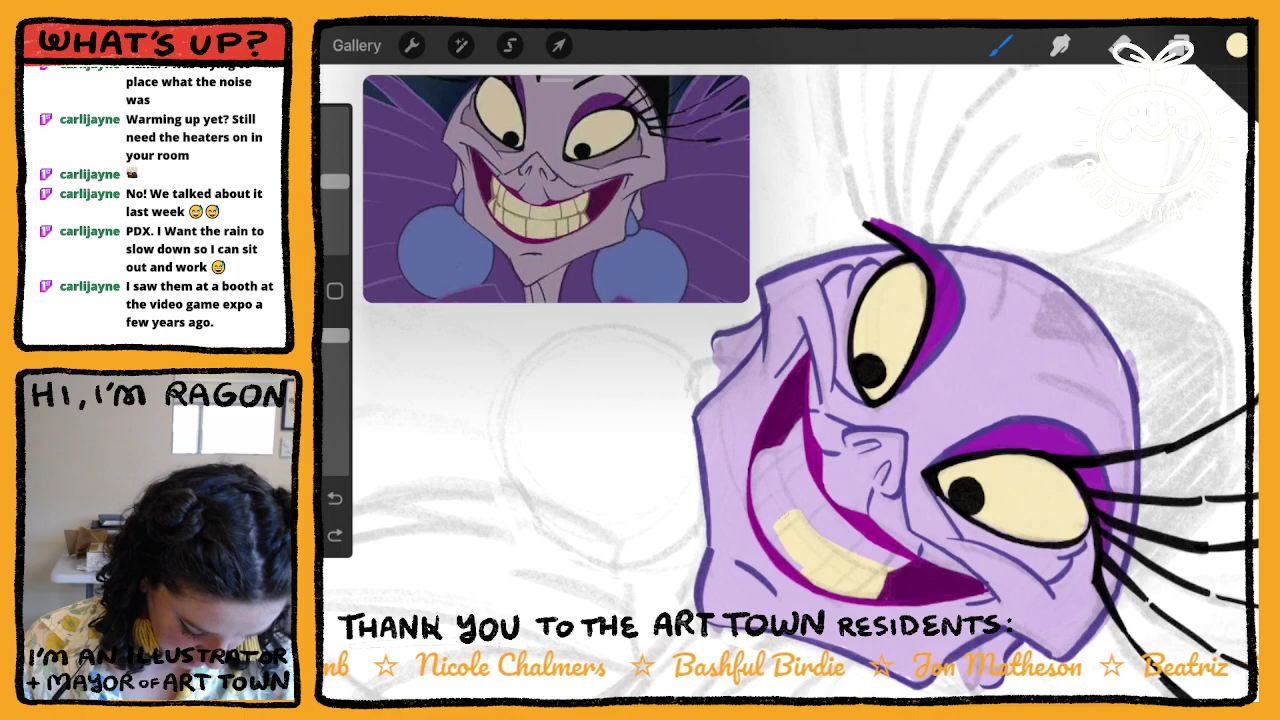 WHAT'S UP?
place what the noise
was
carlijayne Warming up yet? Still
need the heaters on in
your room
carlijayne
carlijayne No! We talked about it
last week 😅😅
carlijayne PDX. I Want the rain to
slow down so I can sit
out and work 😅
carlijayne I saw them at a booth at
the video game expo a
few years ago.
HI, I'M RAGON
I'M AN ILLUSTRATOR
+ MAYOR OF ART TOWN
Gallery
THANK YOU TO THE ART TOWN RESIDENTS:
mb ☆ Nicole Chalmers ☆ Bashful Birdie ☆ Jon Matheson ☆ Beatriz